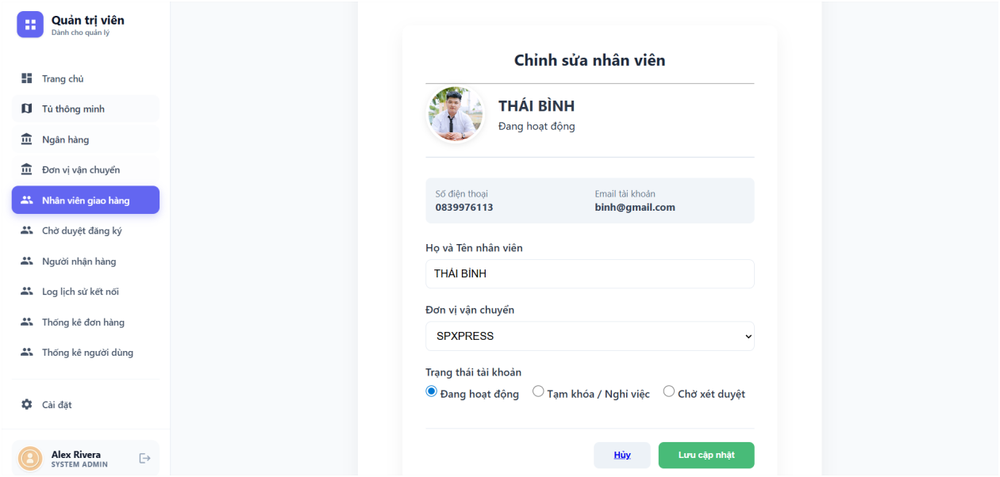 Quản trị viên
Dành cho quản lý
Trang chủ
Tủ thông minh
Ngân hàng
Đơn vị vận chuyển
Nhân viên giao hàng
Chờ duyệt đăng ký
Người nhận hàng
Log lịch sử kết nối
Thống kê đơn hàng
Thống kê người dùng
Cài đặt
Alex Rivera
SYSTEM ADMIN
Chỉnh sửa nhân viên
THÁI BÌNH
Đang hoạt động
Số điện thoại
0839976113
Email tài khoản
binh@gmail.com
Họ và Tên nhân viên
THÁI BÌNH
Đơn vị vận chuyển
SPXPRESS
Trạng thái tài khoản
Đang hoạt động
Tạm khóa / Nghỉ việc
Chờ xét duyệt
Hủy
Lưu cập nhật